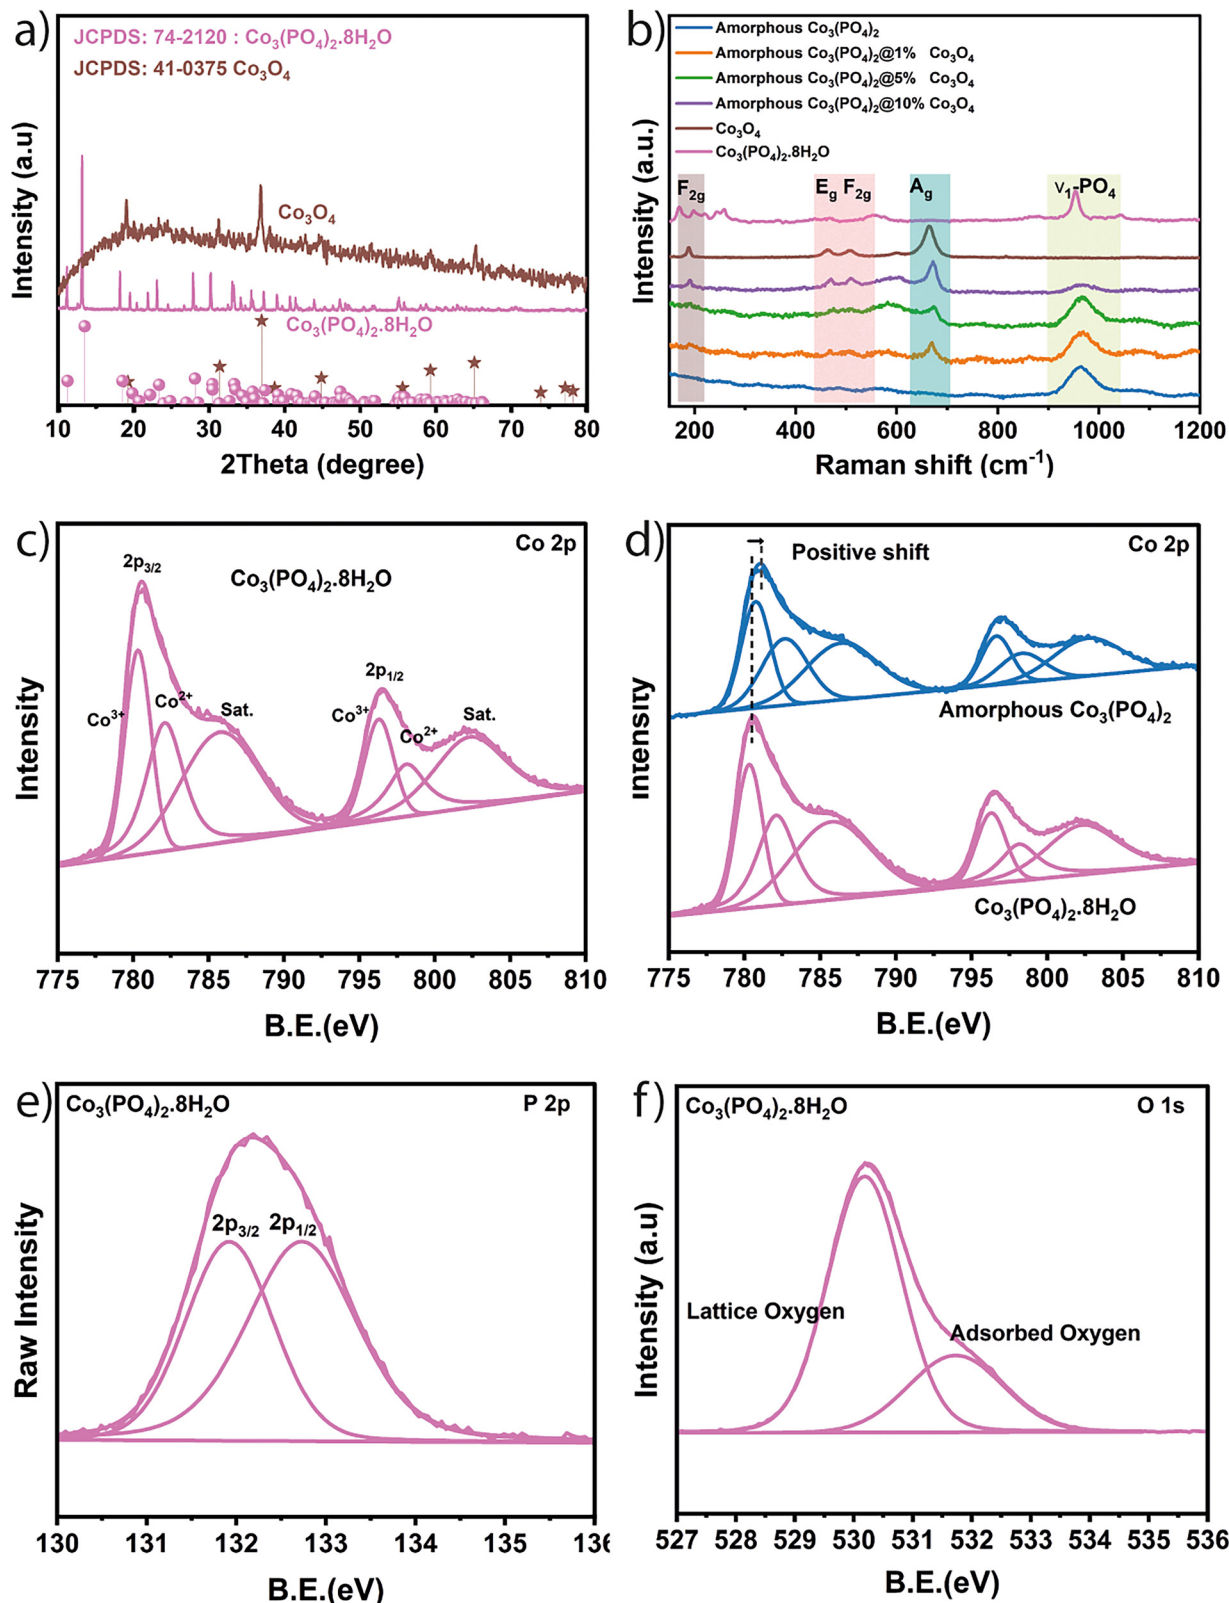 a)
JCPDS: 74-2120 : Co₃(PO₄)₂.8H₂O
JCPDS: 41-0375 Co₃O₄
Intensity (a.u)
Co₃O₄
Co₃(PO₄)₂.8H₂O
10 20 30 40 50 60 70 80
2Theta (degree)
b)
Amorphous Co₃(PO₄)₂
Amorphous Co₃(PO₄)₂@1% Co₃O₄
Amorphous Co₃(PO₄)₂@5% Co₃O₄
Amorphous Co₃(PO₄)₂@10% Co₃O₄
Co₃O₄
Co₃(PO₄)₂.8H₂O
Intensity (a.u.)
F₂g E_g F₂g A_g ν₁-PO₄
200 400 600 800 1000 1200
Raman shift (cm⁻¹)
c)
Co 2p
2p₃/₂
Co₃(PO₄)₂.8H₂O
2p₁/₂
Co³⁺ Co²⁺ Sat. Co³⁺ Co²⁺ Sat.
Intensity
775 780 785 790 795 800 805 810
B.E.(eV)
d)
Positive shift
Co 2p
Amorphous Co₃(PO₄)₂
Intensity
Co₃(PO₄)₂.8H₂O
775 780 785 790 795 800 805 810
B.E.(eV)
e)
Co₃(PO₄)₂.8H₂O
P 2p
2p₃/₂ 2p₁/₂
Raw Intensity
130 131 132 133 134 135 136
B.E.(eV)
f)
Co₃(PO₄)₂.8H₂O
O 1s
Lattice Oxygen
Adsorbed Oxygen
Intensity (a.u)
527 528 529 530 531 532 533 534 535 536
B.E.(eV)